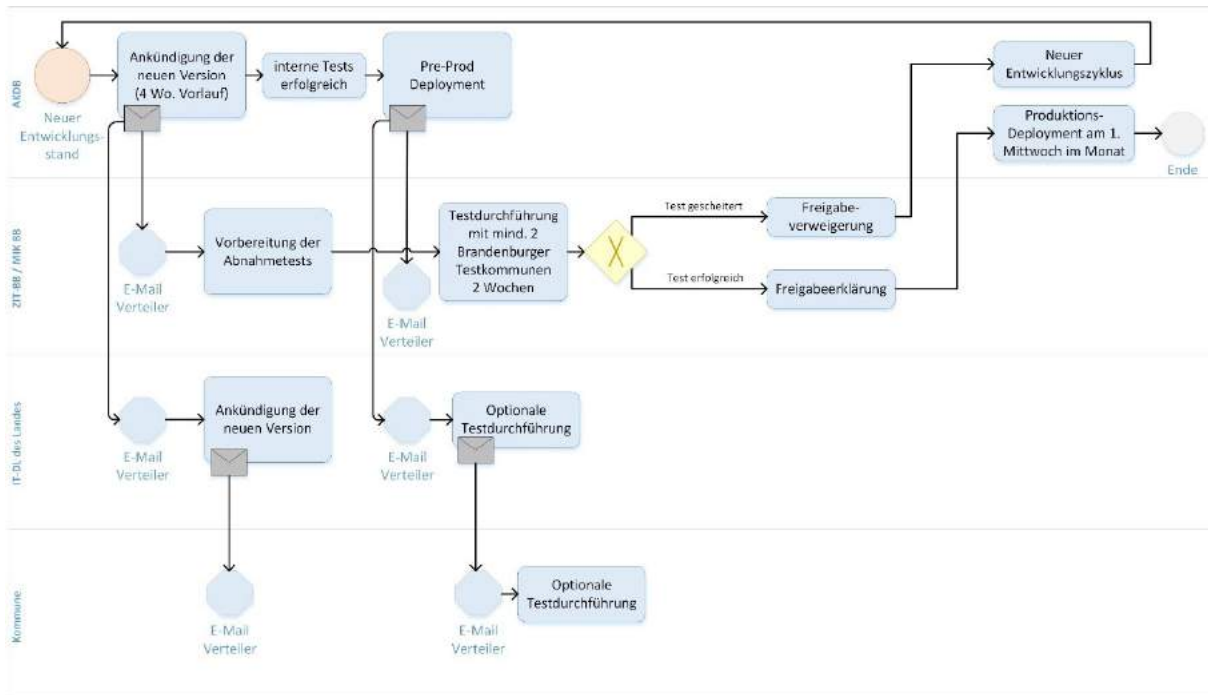 AKDB
Neuer
Entwicklungs-
stand
Ankündigung der
neuen Version
(4 Wo. Vorlauf)
interne Tests
erfolgreich
Pre-Prod
Deployment
Neuer
Entwicklungszyklus
Produktions-
Deployment am 1.
Mittwoch im Monat
Ende
ZIT-BB / MIK BB
E-Mail
Verteiler
Vorbereitung der
Abnahmetests
E-Mail
Verteiler
Testdurchführung
mit mind. 2
Brandenburger
Testkommunen
2 Wochen
Test gescheitert
Test erfolgreich
Freigabe-
verweigerung
Freigabeerklärung
IT-DL des Landes
E-Mail
Verteiler
Ankündigung der
neuen Version
E-Mail
Verteiler
Optionale
Testdurchführung
Kommune
E-Mail
Verteiler
E-Mail
Verteiler
Optionale
Testdurchführung